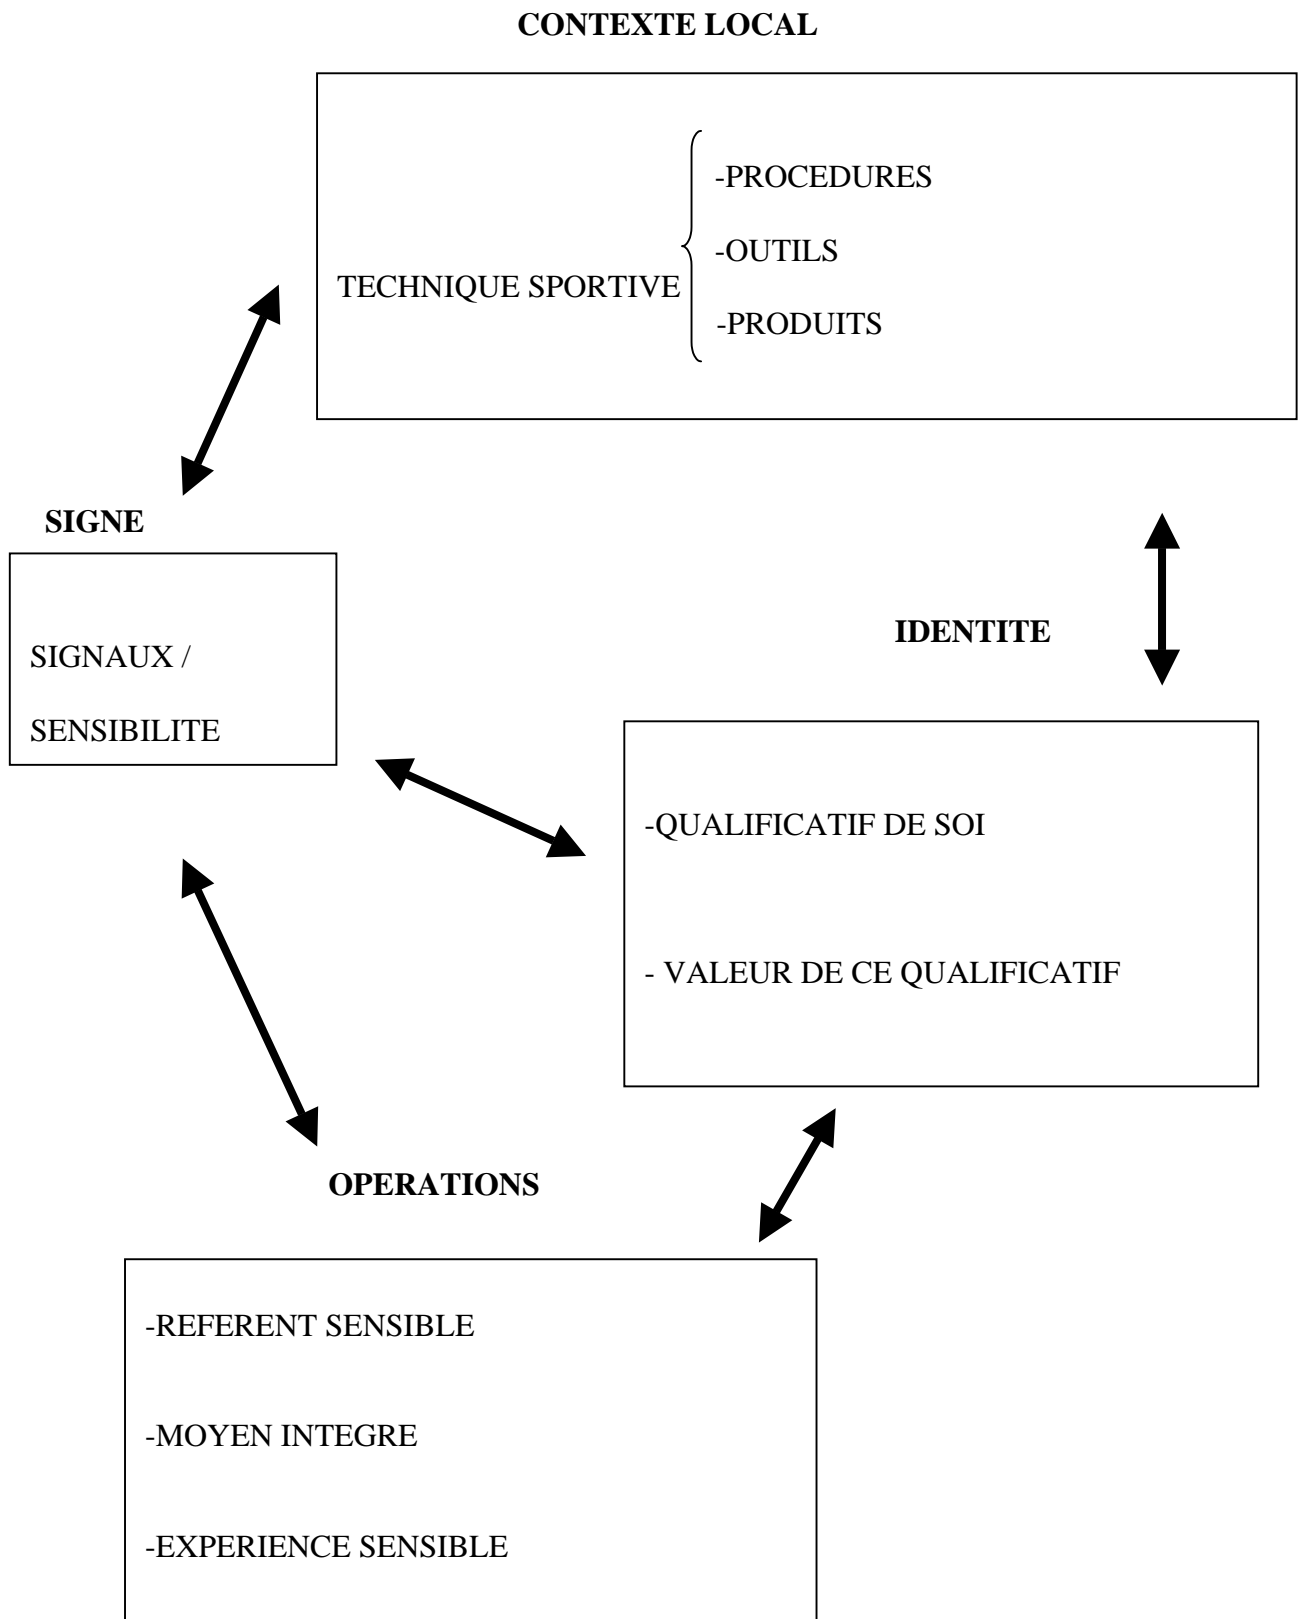 CONTEXTE LOCAL
-PROCEDURES
-OUTILS
TECHNIQUE SPORTIVE
-PRODUITS
SIGNE
SIGNAUX /
SENSIBILITE
IDENTITE
-QUALIFICATIF DE SOI
- VALEUR DE CE QUALIFICATIF
OPERATIONS
-REFERENT SENSIBLE
-MOYEN INTEGRE
-EXPERIENCE SENSIBLE